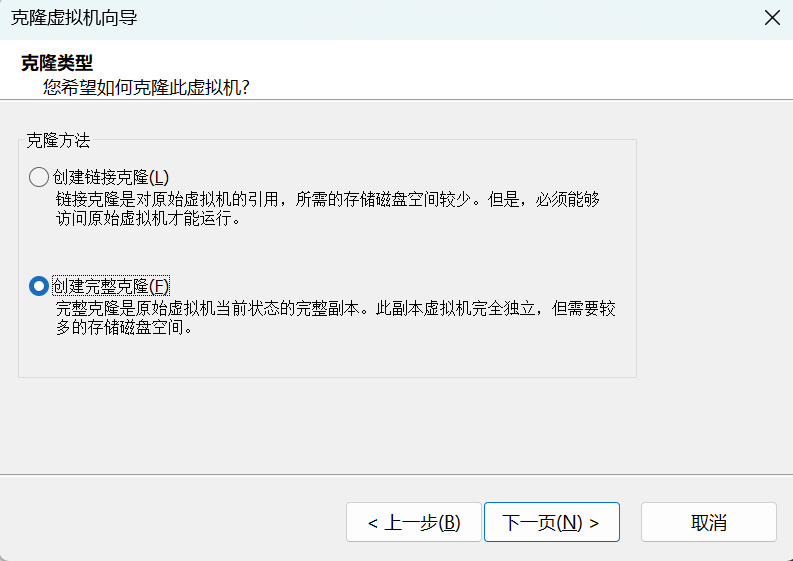 克隆虚拟机向导
克隆类型
您希望如何克隆此虚拟机?
克隆方法
创建链接克隆(L)
链接克隆是对原始虚拟机的引用，所需的存储磁盘空间较少。但是，必须能够
访问原始虚拟机才能运行。
创建完整克隆(F)
完整克隆是原始虚拟机当前状态的完整副本。此副本虚拟机完全独立，但需要较
多的存储磁盘空间。
< 上一步(B) 下一页(N) > 取消